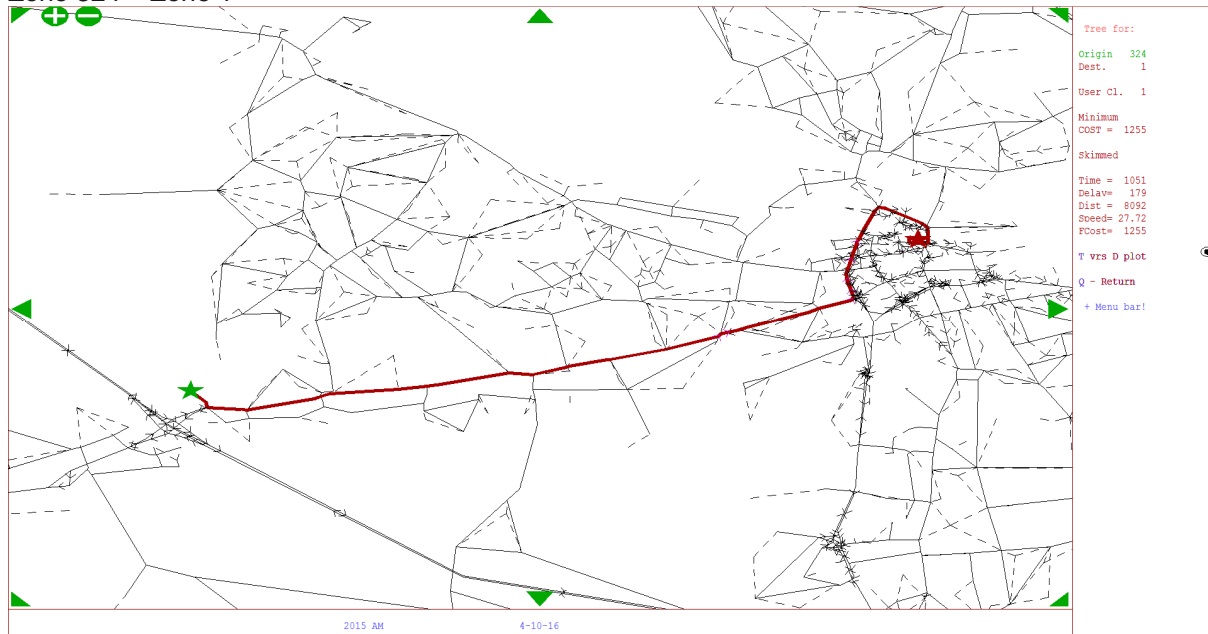 Tree for:
Origin 324
Dest. 1
User Cl. 1
Minimum
COST = 1255
Skimmed
Time = 1051
Delay= 179
Dist = 8092
Speed= 27.72
FCost= 1255
T vrs D plot
Q - Return
+ Menu bar!
2015 AM 4-10-16